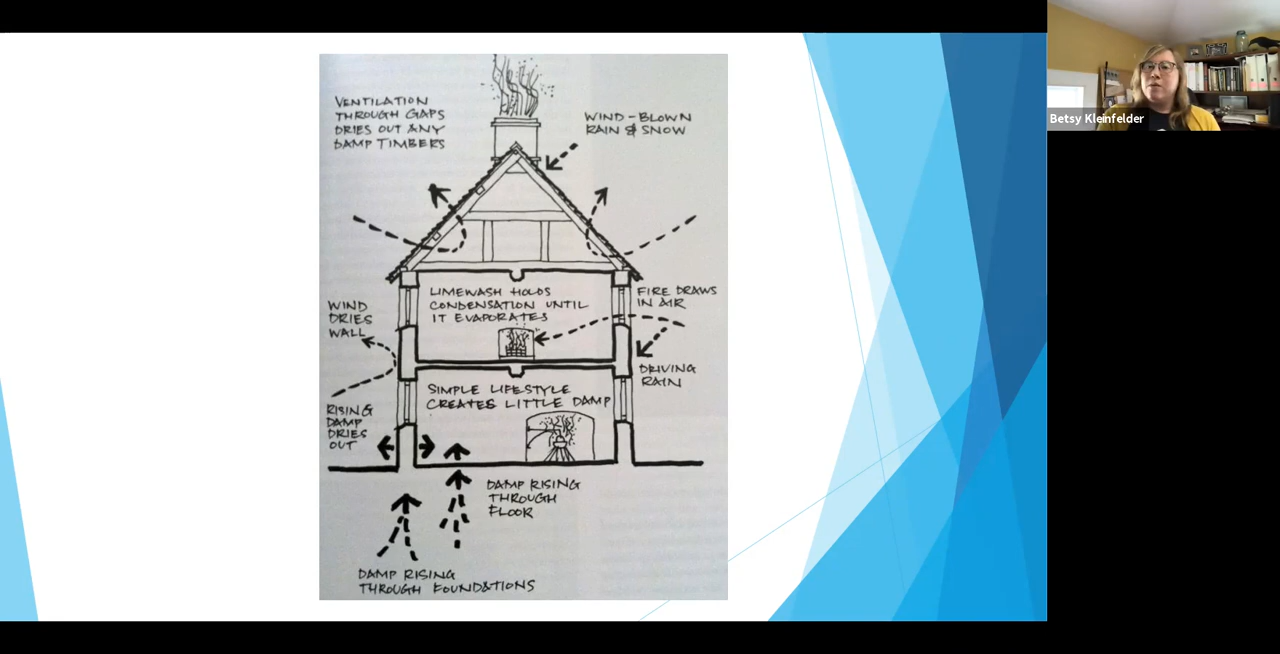 VENTILATION
THROUGH GAPS
DRIES OUT ANY
DAMP TIMBERS
WIND-BLOWN
RAIN & SNOW
Betsy Kleinfelder
LIMEWASH HOLDS
CONDENSATION UNTIL
IT EVAPORATES
FIRE DRAWS
IN AIR
WIND
DRIES
WALL
DRIVING
RAIN
SIMPLE LIFESTYLE
CREATES LITTLE DAMP
RISING
DAMP
DRIES
OUT
DAMP RISING
THROUGH
FLOOR
DAMP RISING
THROUGH FOUNDATIONS